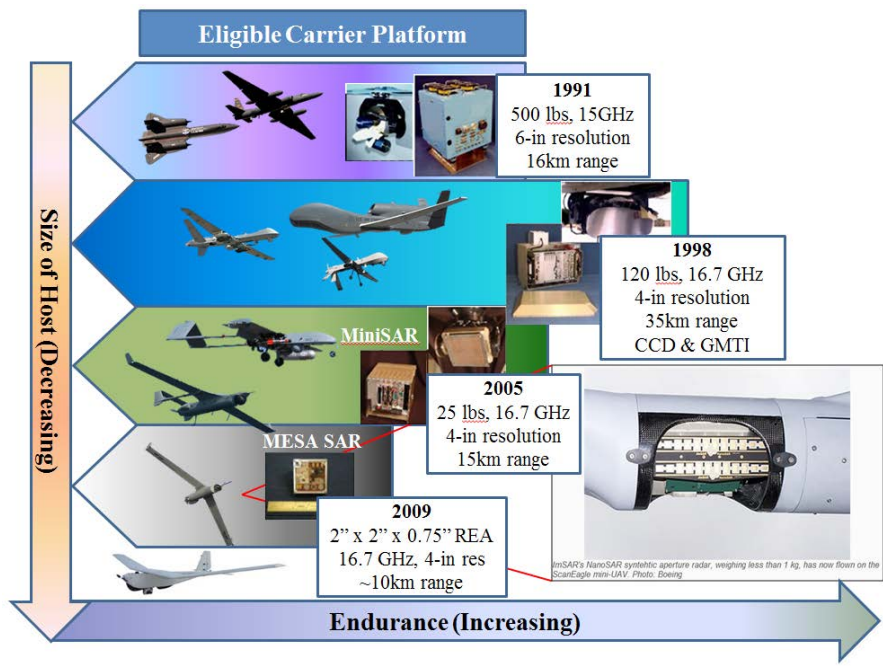 Eligible Carrier Platform
1991
500 lbs, 15GHz
6-in resolution
16km range
1998
120 lbs, 16.7 GHz
4-in resolution
35km range
CCD & GMTI
MiniSAR
2005
25 lbs, 16.7 GHz
4-in resolution
15km range
MESA SAR
2009
2” x 2” x 0.75” REA
16.7 GHz, 4-in res
~10km range
ImSAR's NanoSAR syntehtic aperture radar, weighing less than 1 kg, has now flown on the
ScanEagle mini-UAV. Photo: Boeing
Size of Host (Decreasing)
Endurance (Increasing)